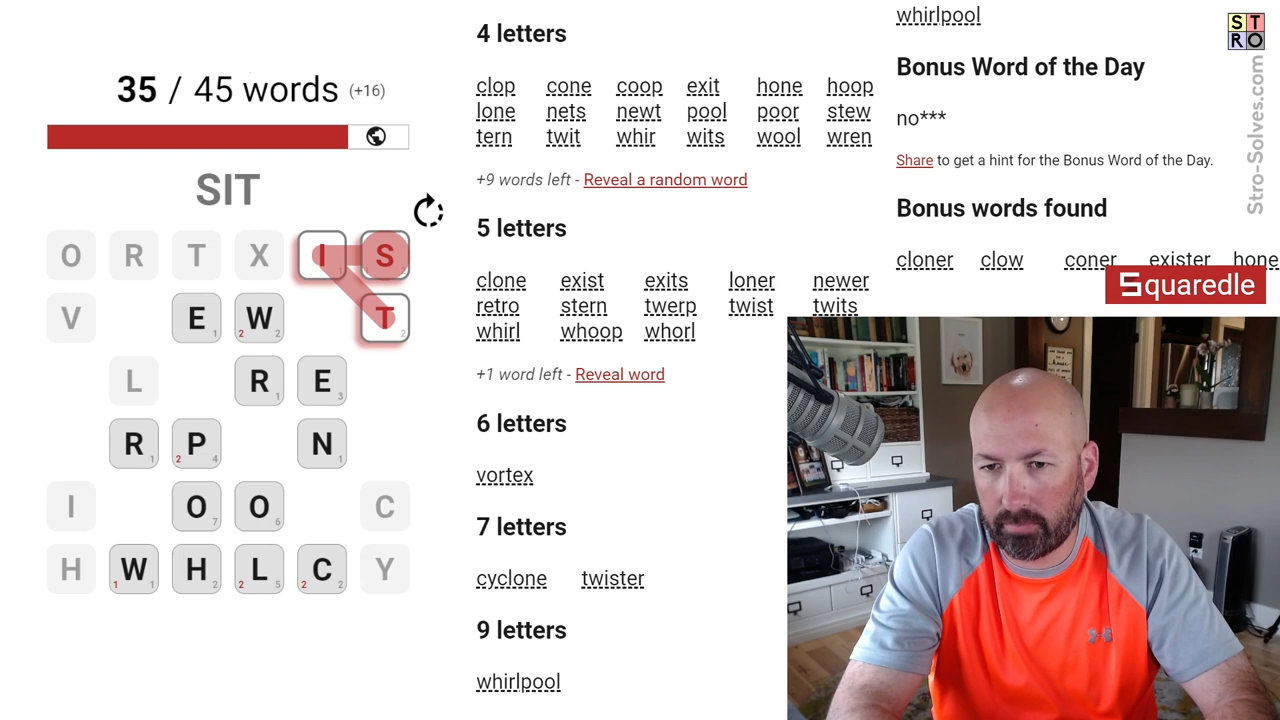 35 / 45 words (+16)
SIT
O R T X I S
V E W T
L R E
R P N
I O O C
H W H L C Y
4 letters
clop cone coop exit hone hoop
lone nets newt pool poor stew
tern twit whir wits wool wren
+9 words left - Reveal a random word
5 letters
clone exist exits loner newer
retro stern twerp twist twits
whirl whoop whorl
+1 word left - Reveal word
6 letters
vortex
7 letters
cyclone twister
9 letters
whirlpool
whirlpool
Bonus Word of the Day
no***
Share to get a hint for the Bonus Word of the Day.
Bonus words found
cloner clow coner exister hone
Squaredle
S T
R O
Stro-Solves.com